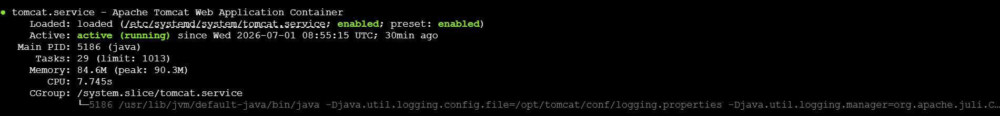 ● tomcat.service - Apache Tomcat Web Application Container
Loaded: loaded (/etc/systemd/system/tomcat.service; enabled; preset: enabled)
Active: active (running) since Wed 2026-07-01 08:55:15 UTC; 30min ago
Main PID: 5186 (java)
Tasks: 29 (limit: 1013)
Memory: 84.6M (peak: 90.3M)
CPU: 7.745s
CGroup: /system.slice/tomcat.service
└─5186 /usr/lib/jvm/default-java/bin/java -Djava.util.logging.config.file=/opt/tomcat/conf/logging.properties -Djava.util.logging.manager=org.apache.juli.C…